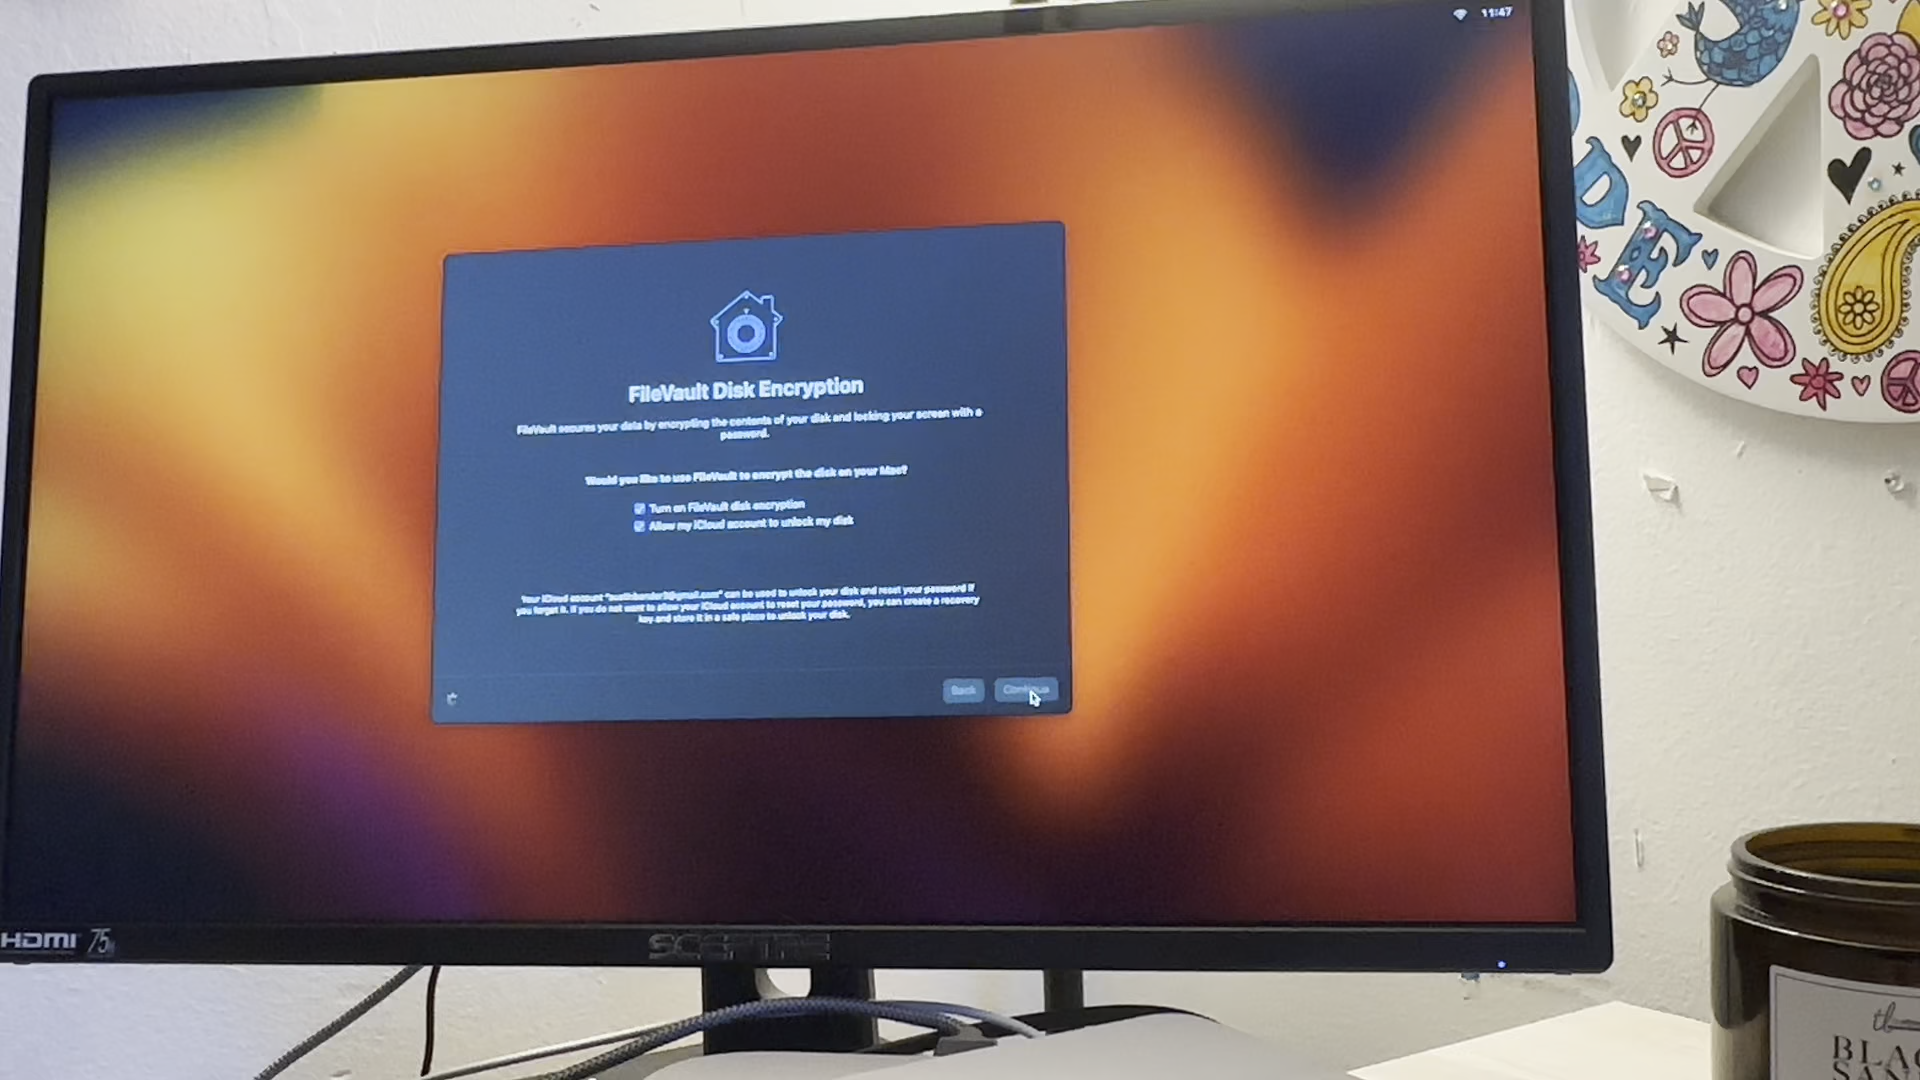 11:47
DE
FileVault Disk Encryption
FileVault secures your data by encrypting the contents of your disk and locking your screen with a
password.
Would you like to use FileVault to encrypt the disk on your Mac?
Turn on FileVault disk encryption
Allow my iCloud account to unlock my disk
Your iCloud account can be used to unlock your disk and reset your password if
you forget it. If you do not want to allow your iCloud account to reset your password, you can create a recovery
key and store it in a safe place to unlock your disk.
Back Continue
HDMI 75
SCEPTRE
BLA
SAN